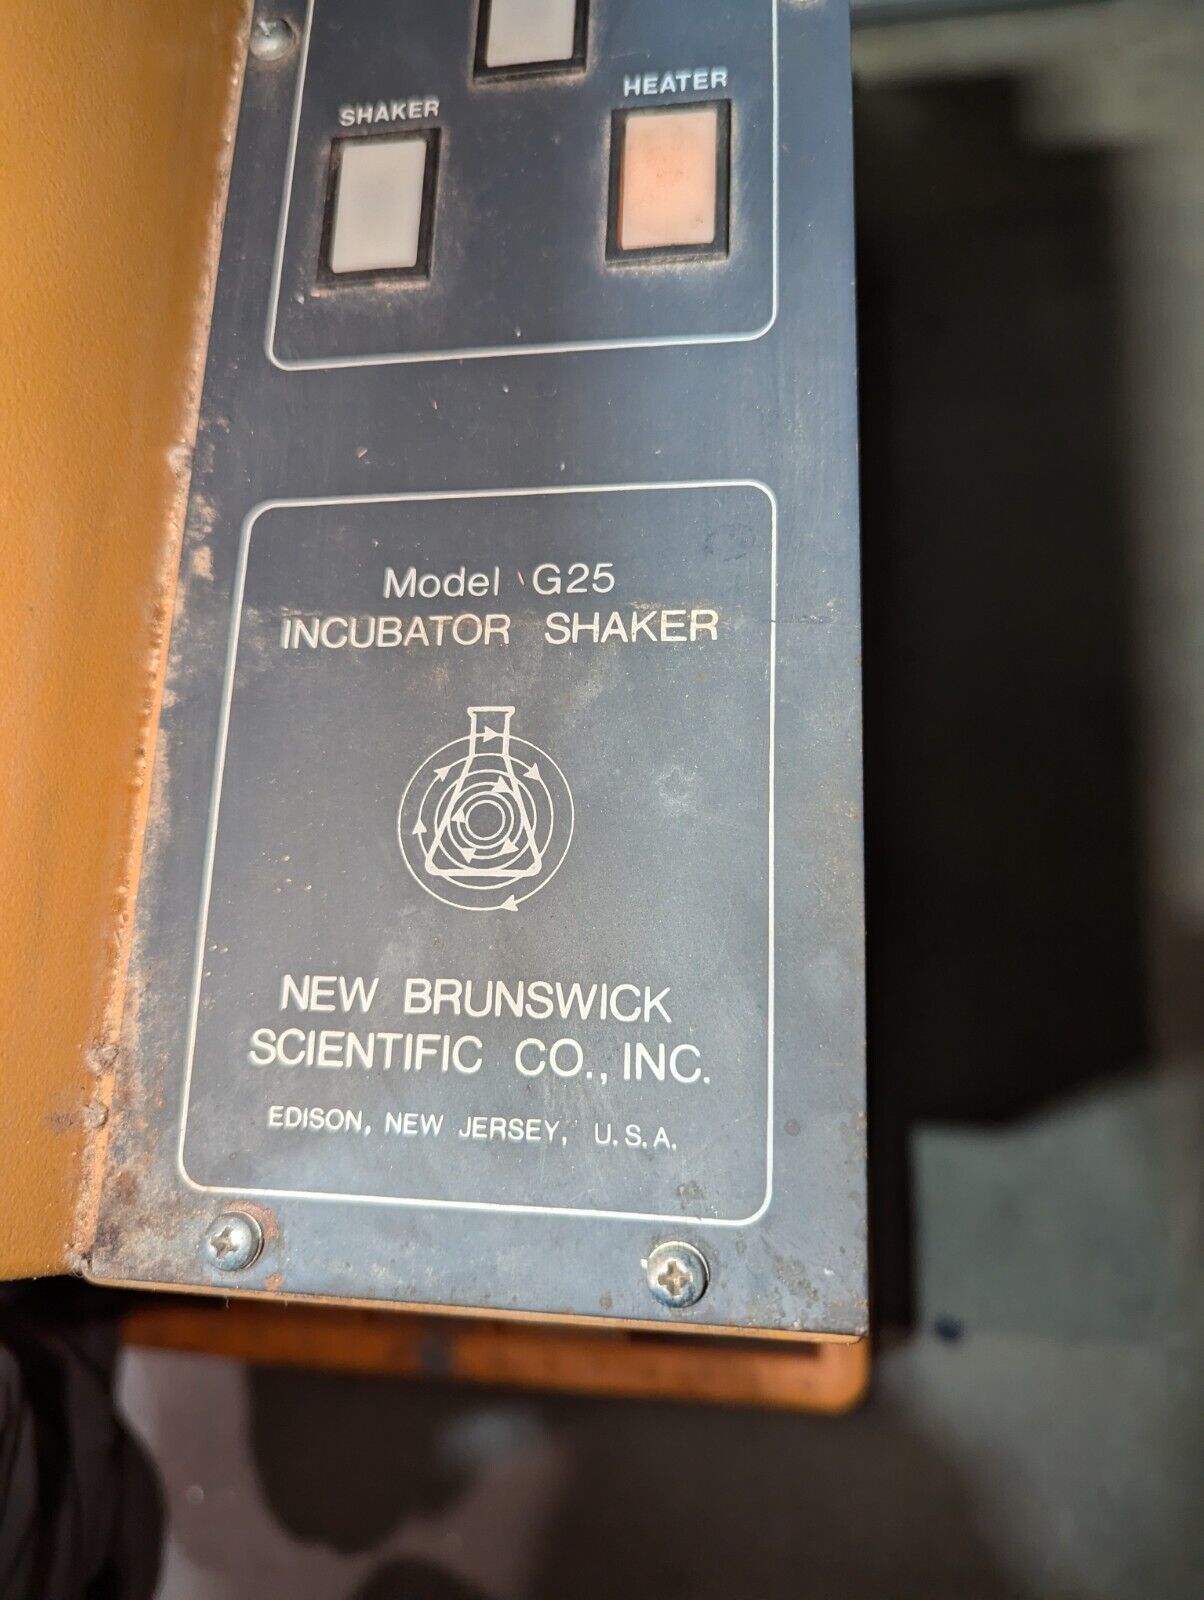 SHAKER
HEATER
Model G25
INCUBATOR SHAKER
NEW BRUNSWICK
SCIENTIFIC CO., INC.
EDISON, NEW JERSEY, U.S.A.